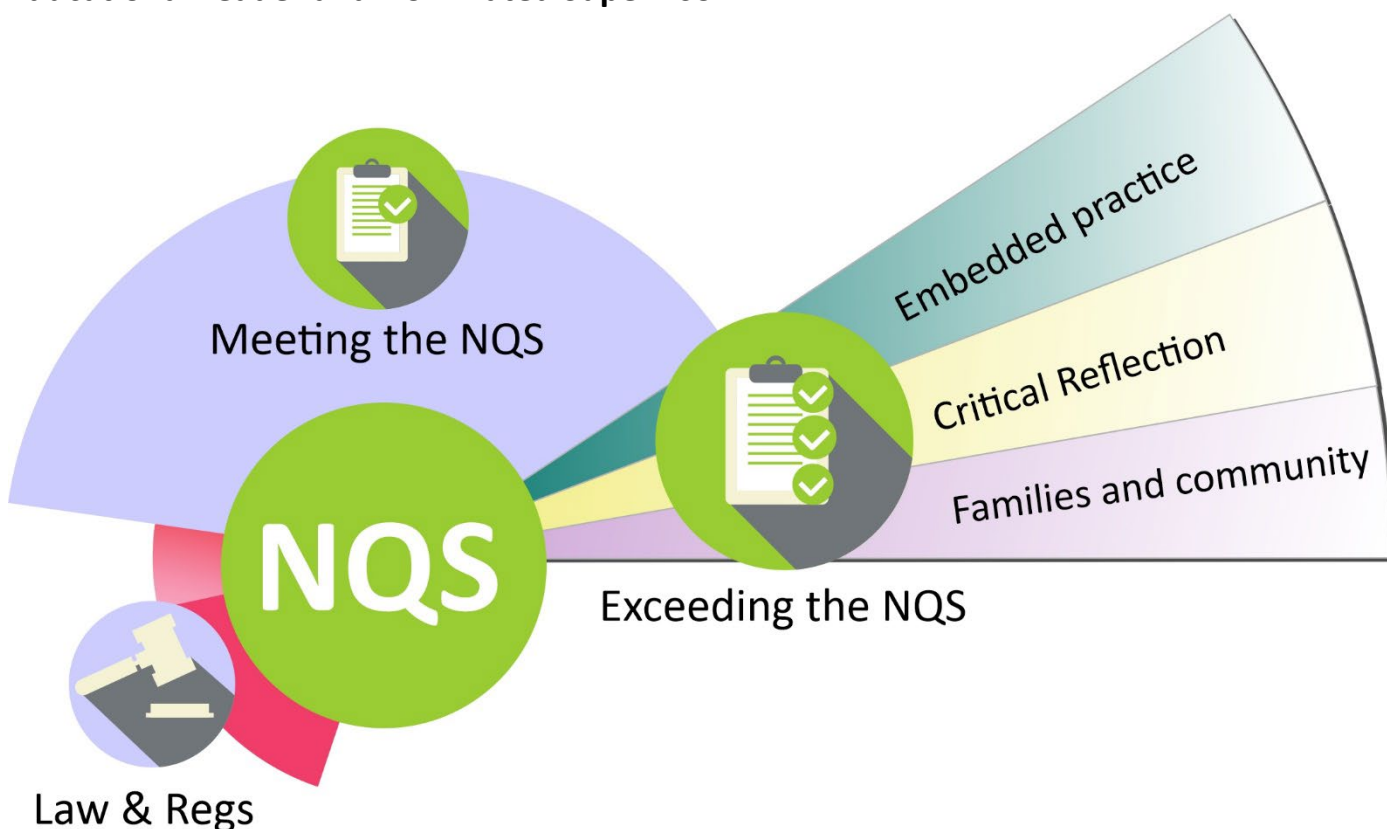 Meeting the NQS
Embedded practice
Critical Reflection
Families and community
NQS
Exceeding the NQS
Law & Regs